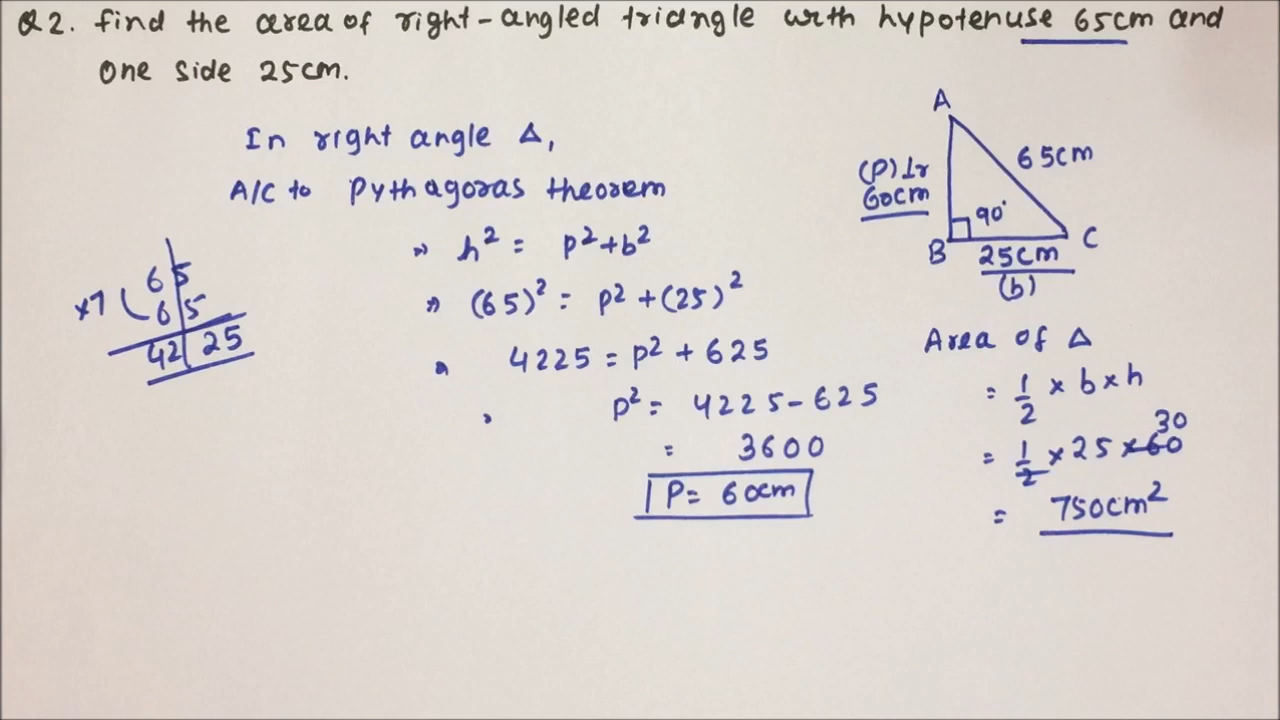 Q2. find the area of right-angled triangle with hypotenuse 65cm and
one side 25cm.
In right angle Δ,
A/C to Pythagoras theorem
⇒ h² = p²+b²
⇒ (65)² = p² + (25)²
4225 = p² + 625
p² = 4225-625
= 3600
P= 60cm
×7 65
65
42 25
A
(P) ⊥r
60cm
65cm
90°
B
C
25cm
(b)
Area of Δ
= 1/2 × b × h
= 1/2 × 25 × 60 30
= 750cm²